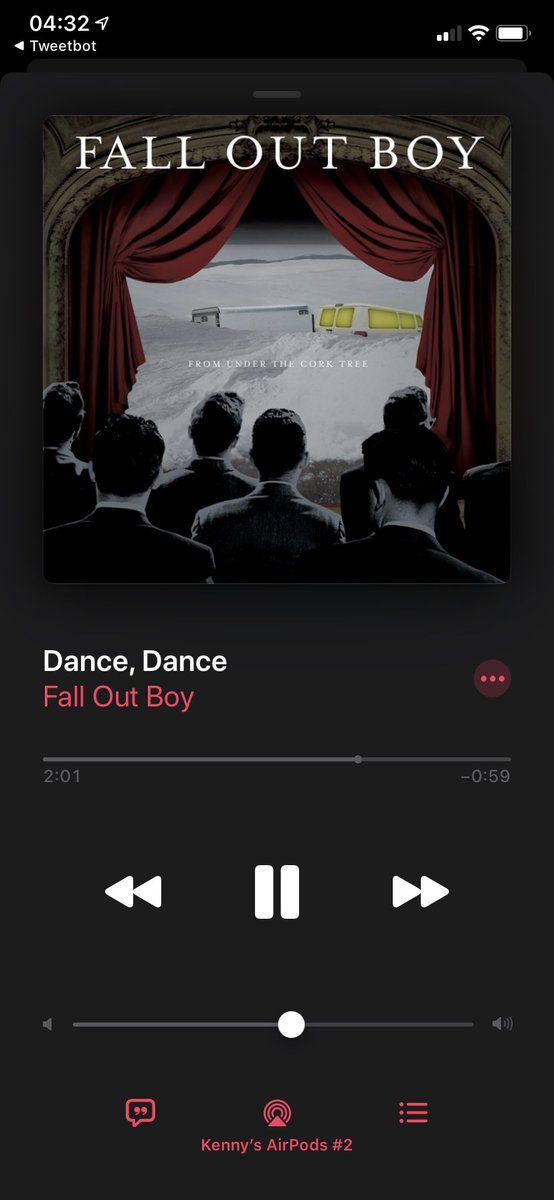 04:32
Tweetbot
FALL OUT BOY
FROM UNDER THE CORK TREE
Dance, Dance
Fall Out Boy
2:01
−0:59
Kenny’s AirPods #2